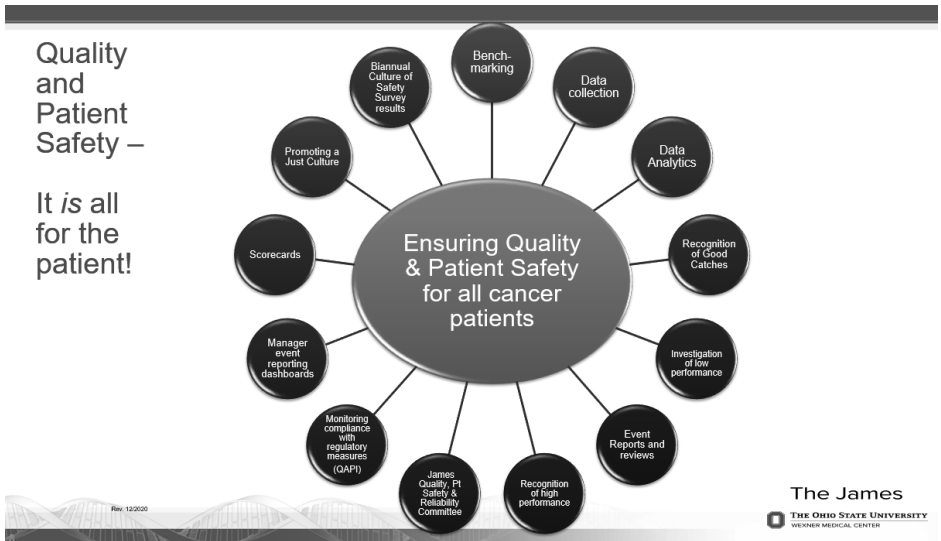 Quality
and
Patient
Safety –
It is all
for the
patient!
Bench-
marking
Data
collection
Data
Analytics
Recognition
of Good
Catches
Investigation
of low
performance
Event
Reports and
reviews
Recognition
of high
performance
James
Quality, Pt
Safety &
Reliability
Committee
Monitoring
compliance
with
regulatory
measures
(QAPI)
Manager
event
reporting
dashboards
Scorecards
Promoting a
Just Culture
Biannual
Culture of
Safety
Survey
results
Ensuring Quality
& Patient Safety
for all cancer
patients
Rev. 12/2020
The James
THE OHIO STATE UNIVERSITY
WEXNER MEDICAL CENTER